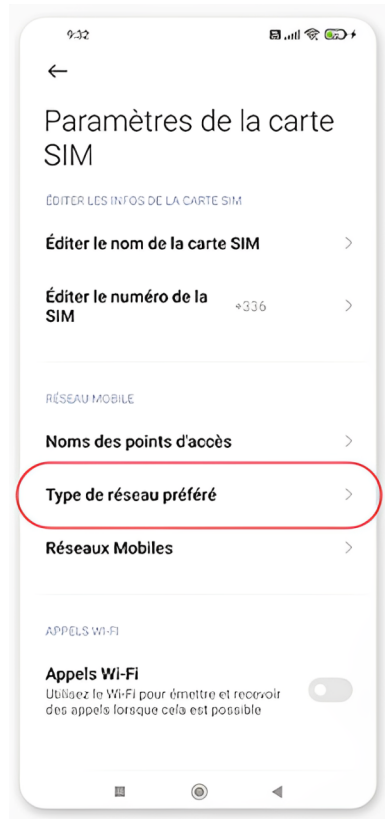 9:32
Paramètres de la carte
SIM
ÉDITER LES INFOS DE LA CARTE SIM
Éditer le nom de la carte SIM
Éditer le numéro de la
SIM
+336
RÉSEAU MOBILE
Noms des points d'accès
Type de réseau préféré
Réseaux Mobiles
APPELS WI-FI
Appels Wi-Fi
Utilisez le Wi-Fi pour émettre et recevoir
des appels lorsque cela est possible